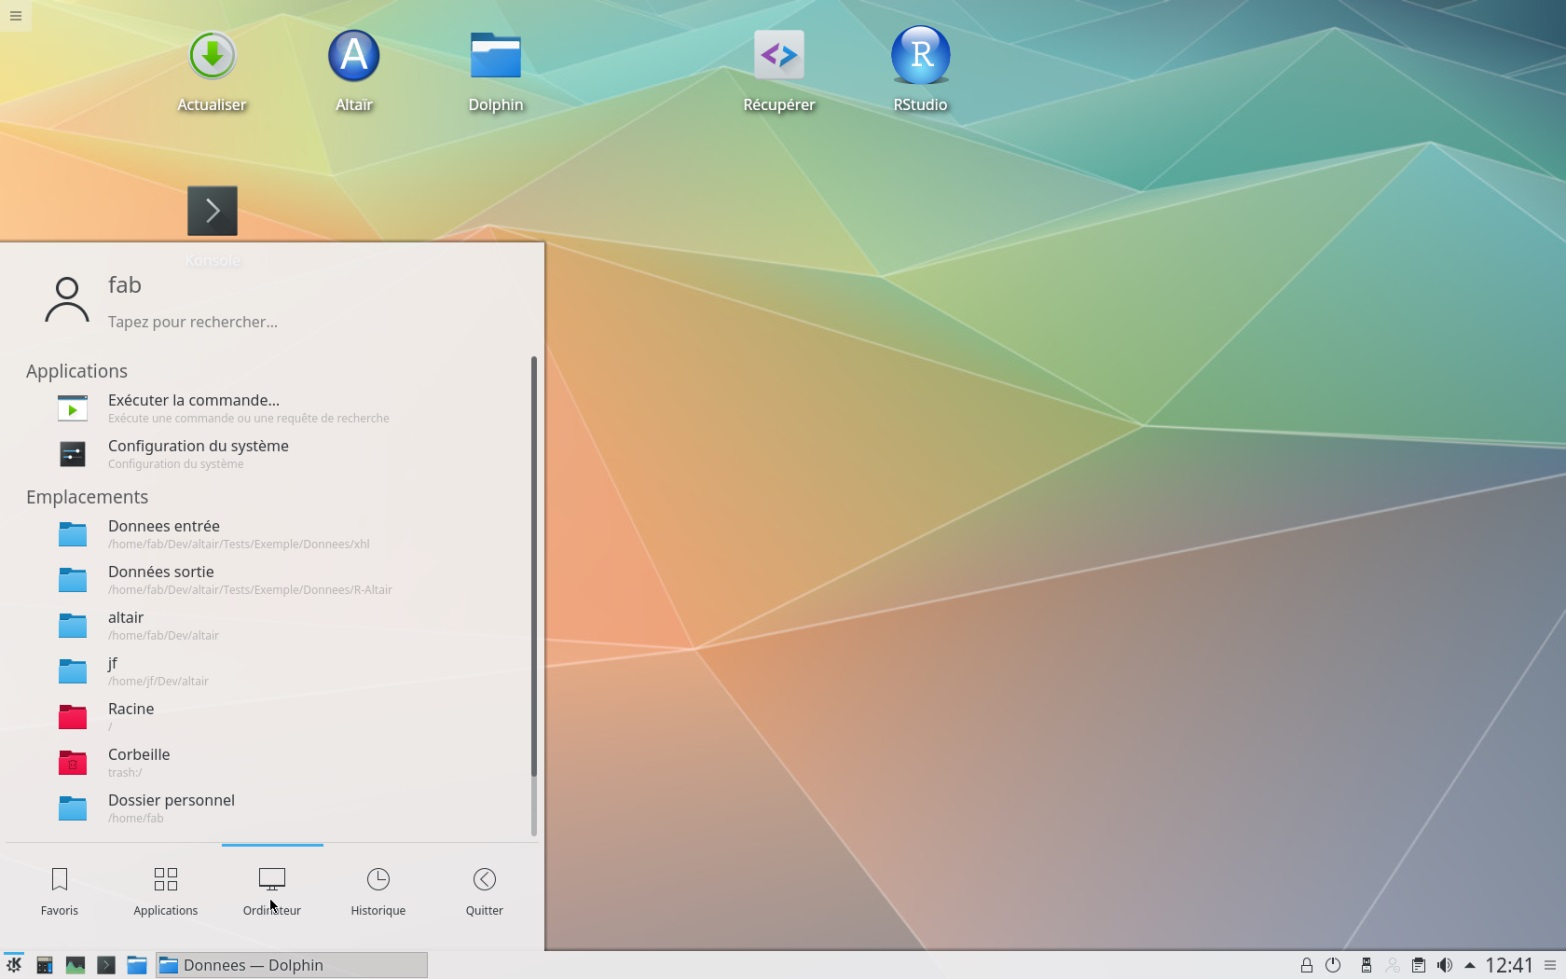 Actualiser
Altaïr
Dolphin
Récupérer
RStudio
Konsole
fab
Tapez pour rechercher...
Applications
Exécuter la commande...
Exécute une commande ou une requête de recherche
Configuration du système
Configuration du système
Emplacements
Donnees entrée
/home/fab/Dev/altair/Tests/Exemple/Donnees/xhl
Données sortie
/home/fab/Dev/altair/Tests/Exemple/Donnees/R-Altair
altair
/home/fab/Dev/altair
jf
/home/jf/Dev/altair
Racine
/
Corbeille
trash:/
Dossier personnel
/home/fab
Favoris
Applications
Ordinateur
Historique
Quitter
Donnees — Dolphin
12:41